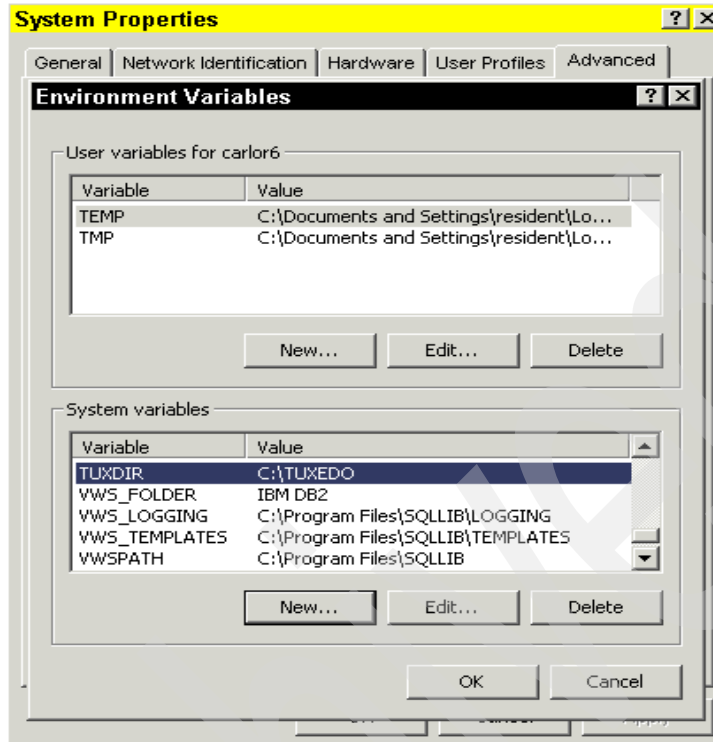 System Properties
General Network Identification Hardware User Profiles Advanced
Environment Variables
User variables for carlor6
Variable Value
TEMP C:\Documents and Settings\resident\Lo...
TMP C:\Documents and Settings\resident\Lo...
New... Edit... Delete
System variables
Variable Value
TUXDIR C:\TUXEDO
VWS_FOLDER IBM DB2
VWS_LOGGING C:\Program Files\SQLLIB\LOGGING
VWS_TEMPLATES C:\Program Files\SQLLIB\TEMPLATES
VWSPATH C:\Program Files\SQLLIB
New... Edit... Delete
OK Cancel